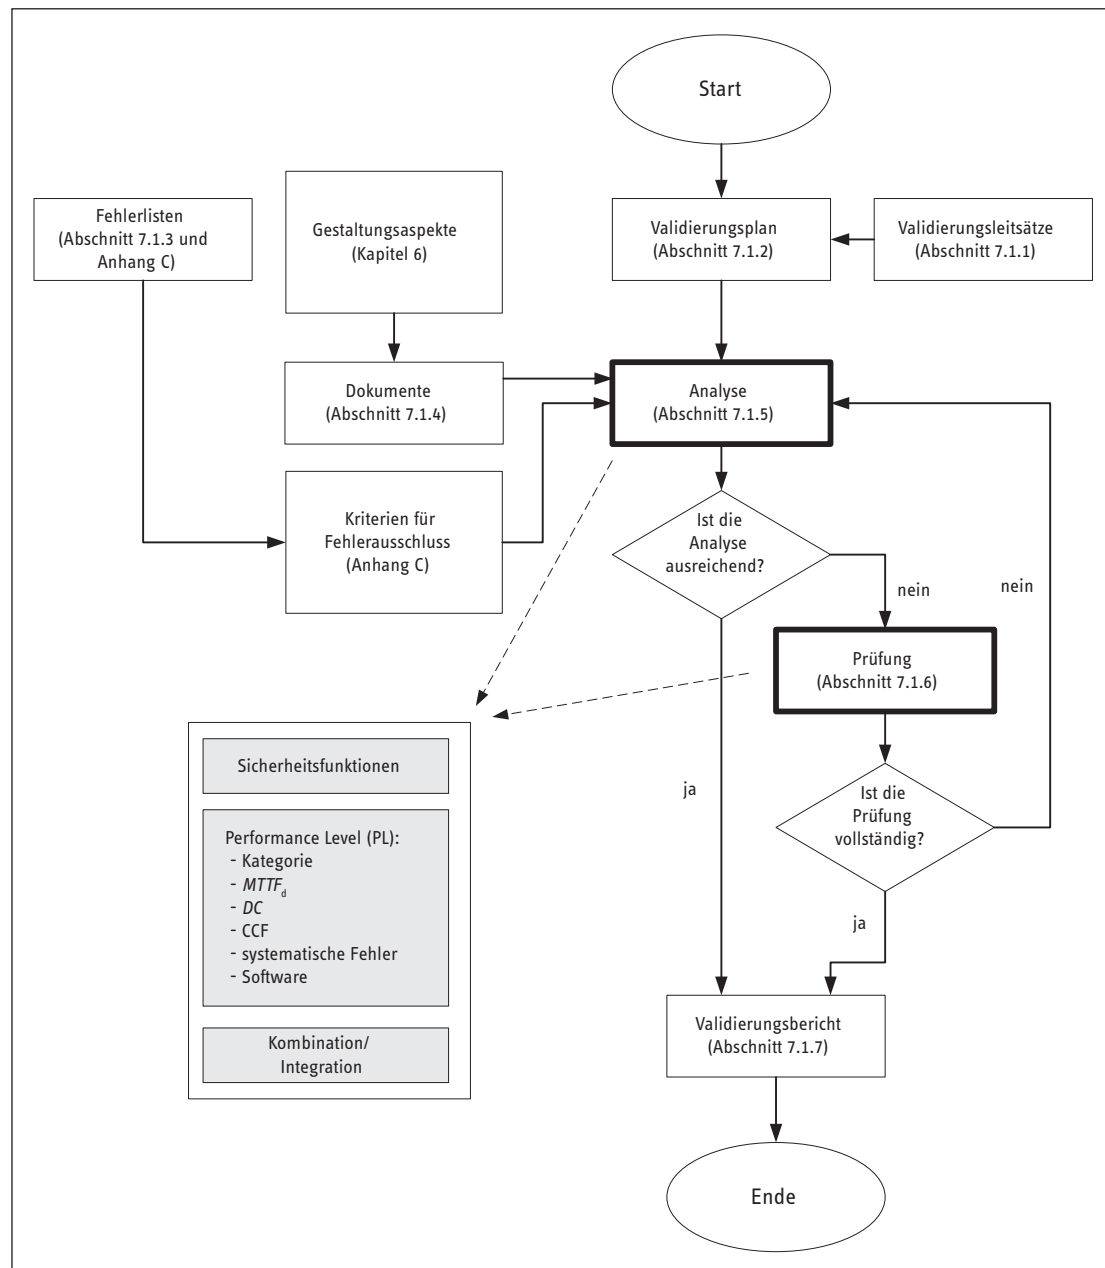 Start
Fehlerlisten
(Abschnitt 7.1.3 und
Anhang C)
Gestaltungsaspekte
(Kapitel 6)
Validierungsplan
(Abschnitt 7.1.2)
Validierungsleitsätze
(Abschnitt 7.1.1)
Dokumente
(Abschnitt 7.1.4)
Analyse
(Abschnitt 7.1.5)
Kriterien für
Fehlerausschluss
(Anhang C)
Ist die
Analyse
ausreichend?
nein
nein
Prüfung
(Abschnitt 7.1.6)
Sicherheitsfunktionen
ja
Ist die
Prüfung
vollständig?
Performance Level (PL):
- Kategorie
- MTTFd
- DC
- CCF
- systematische Fehler
- Software
ja
Kombination/
Integration
Validierungsbericht
(Abschnitt 7.1.7)
Ende